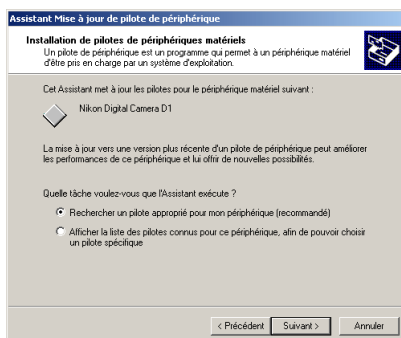 Assistant Mise à jour de pilote de périphérique
Installation de pilotes de périphériques matériels
Un pilote de périphérique est un programme qui permet à un périphérique matériel
d'être pris en charge par un système d'exploitation.
Cet Assistant met à jour les pilotes pour le périphérique matériel suivant :
Nikon Digital Camera D1
La mise à jour vers une version plus récente d'un pilote de périphérique peut améliorer
les performances de ce périphérique et lui offrir de nouvelles possibilités.
Quelle tâche voulez-vous que l'Assistant exécute ?
Rechercher un pilote approprié pour mon périphérique (recommandé)
Afficher la liste des pilotes connus pour ce périphérique, afin de pouvoir choisir
un pilote spécifique
< Précédent Suivant > Annuler